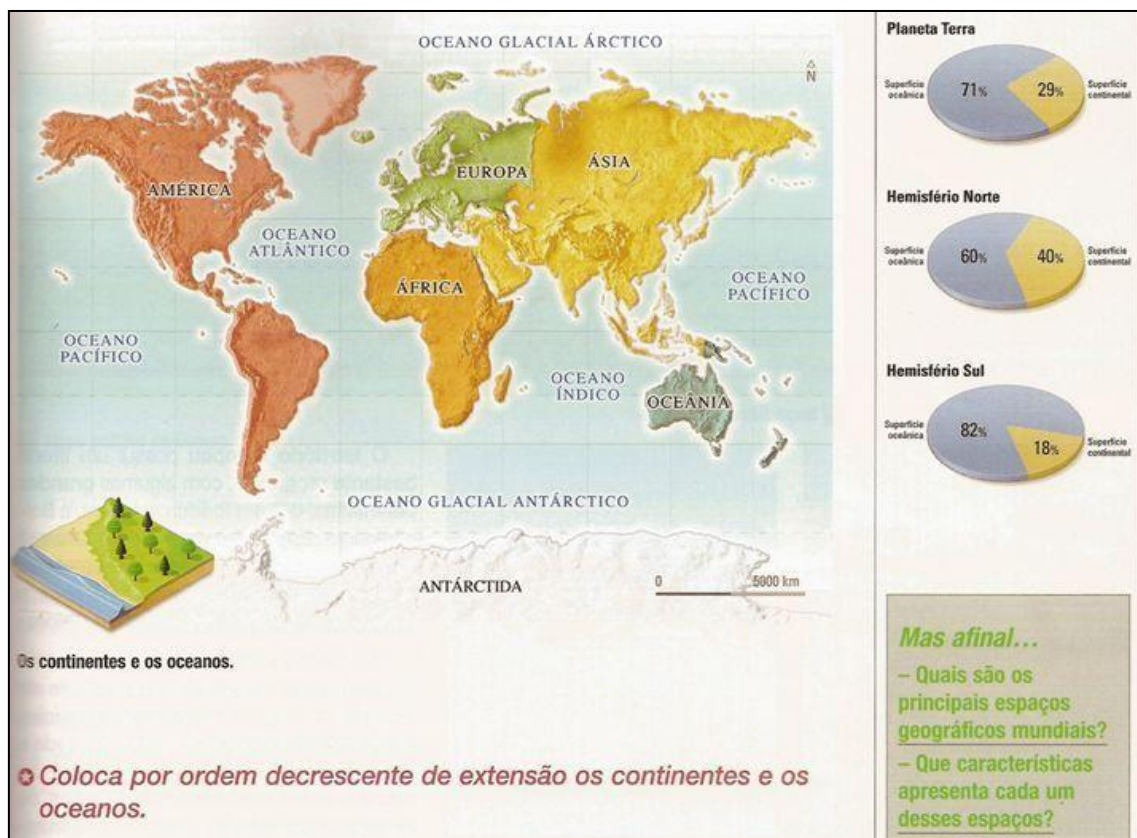 OCEANO GLACIAL ÁRCTICO
N
AMÉRICA
EUROPA
ÁSIA
OCEANO
ATLÂNTICO
ÁFRICA
OCEANO
PACÍFICO
OCEANO
PACÍFICO
OCEANO
ÍNDICO
OCEÂNIA
OCEANO GLACIAL ANTÁRCTICO
ANTÁRCTIDA
0 5000 km
Os continentes e os oceanos.
Coloca por ordem decrescente de extensão os continentes e os
oceanos.
Planeta Terra
Superfície
oceânica
71%
29%
Superfície
continental
Hemisfério Norte
Superfície
oceânica
60%
40%
Superfície
continental
Hemisfério Sul
Superfície
oceânica
82%
18%
Superfície
continental
Mas afinal...
– Quais são os
principais espaços
geográficos mundiais?
– Que características
apresenta cada um
desses espaços?